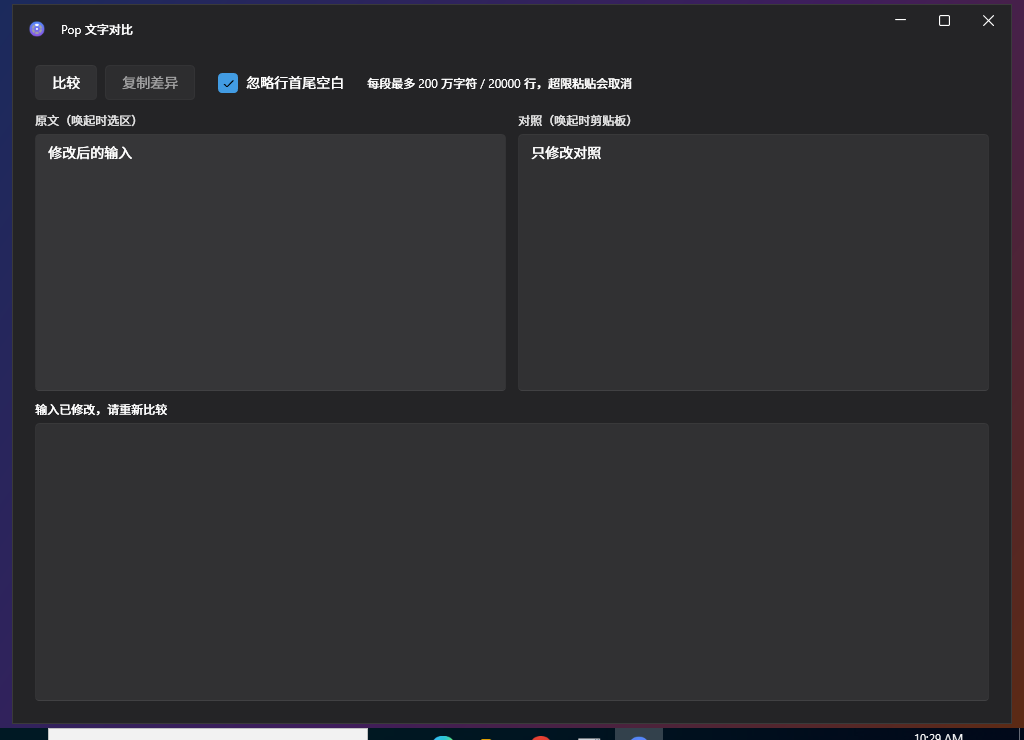 Pop 文字对比
比较 复制差异 忽略行首尾空白 每段最多 200 万字符 / 20000 行，超限粘贴会取消
原文（唤起时选区） 对照（唤起时剪贴板）
修改后的输入 只修改对照
输入已修改，请重新比较
10:29 AM